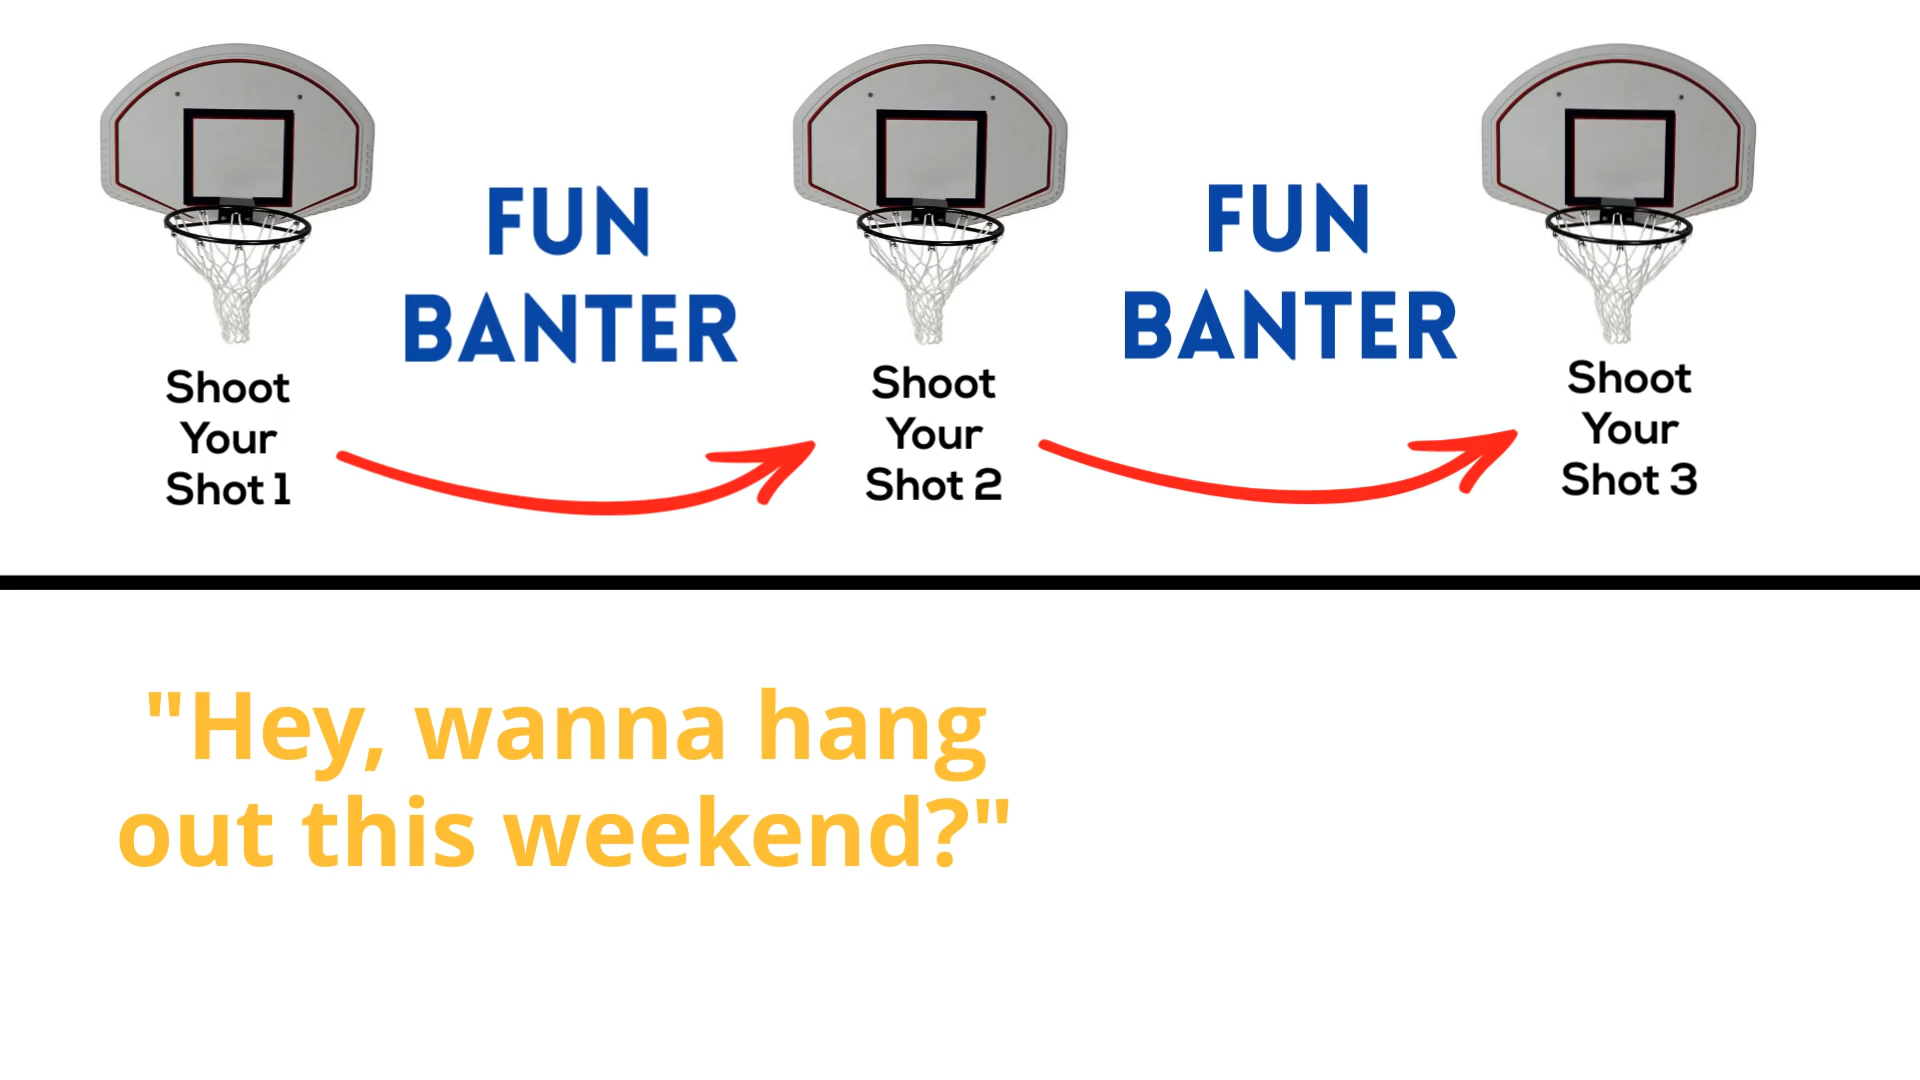 FUN
BANTER
FUN
BANTER
Shoot
Your
Shot 1
Shoot
Your
Shot 2
Shoot
Your
Shot 3
"Hey, wanna hang
out this weekend?"